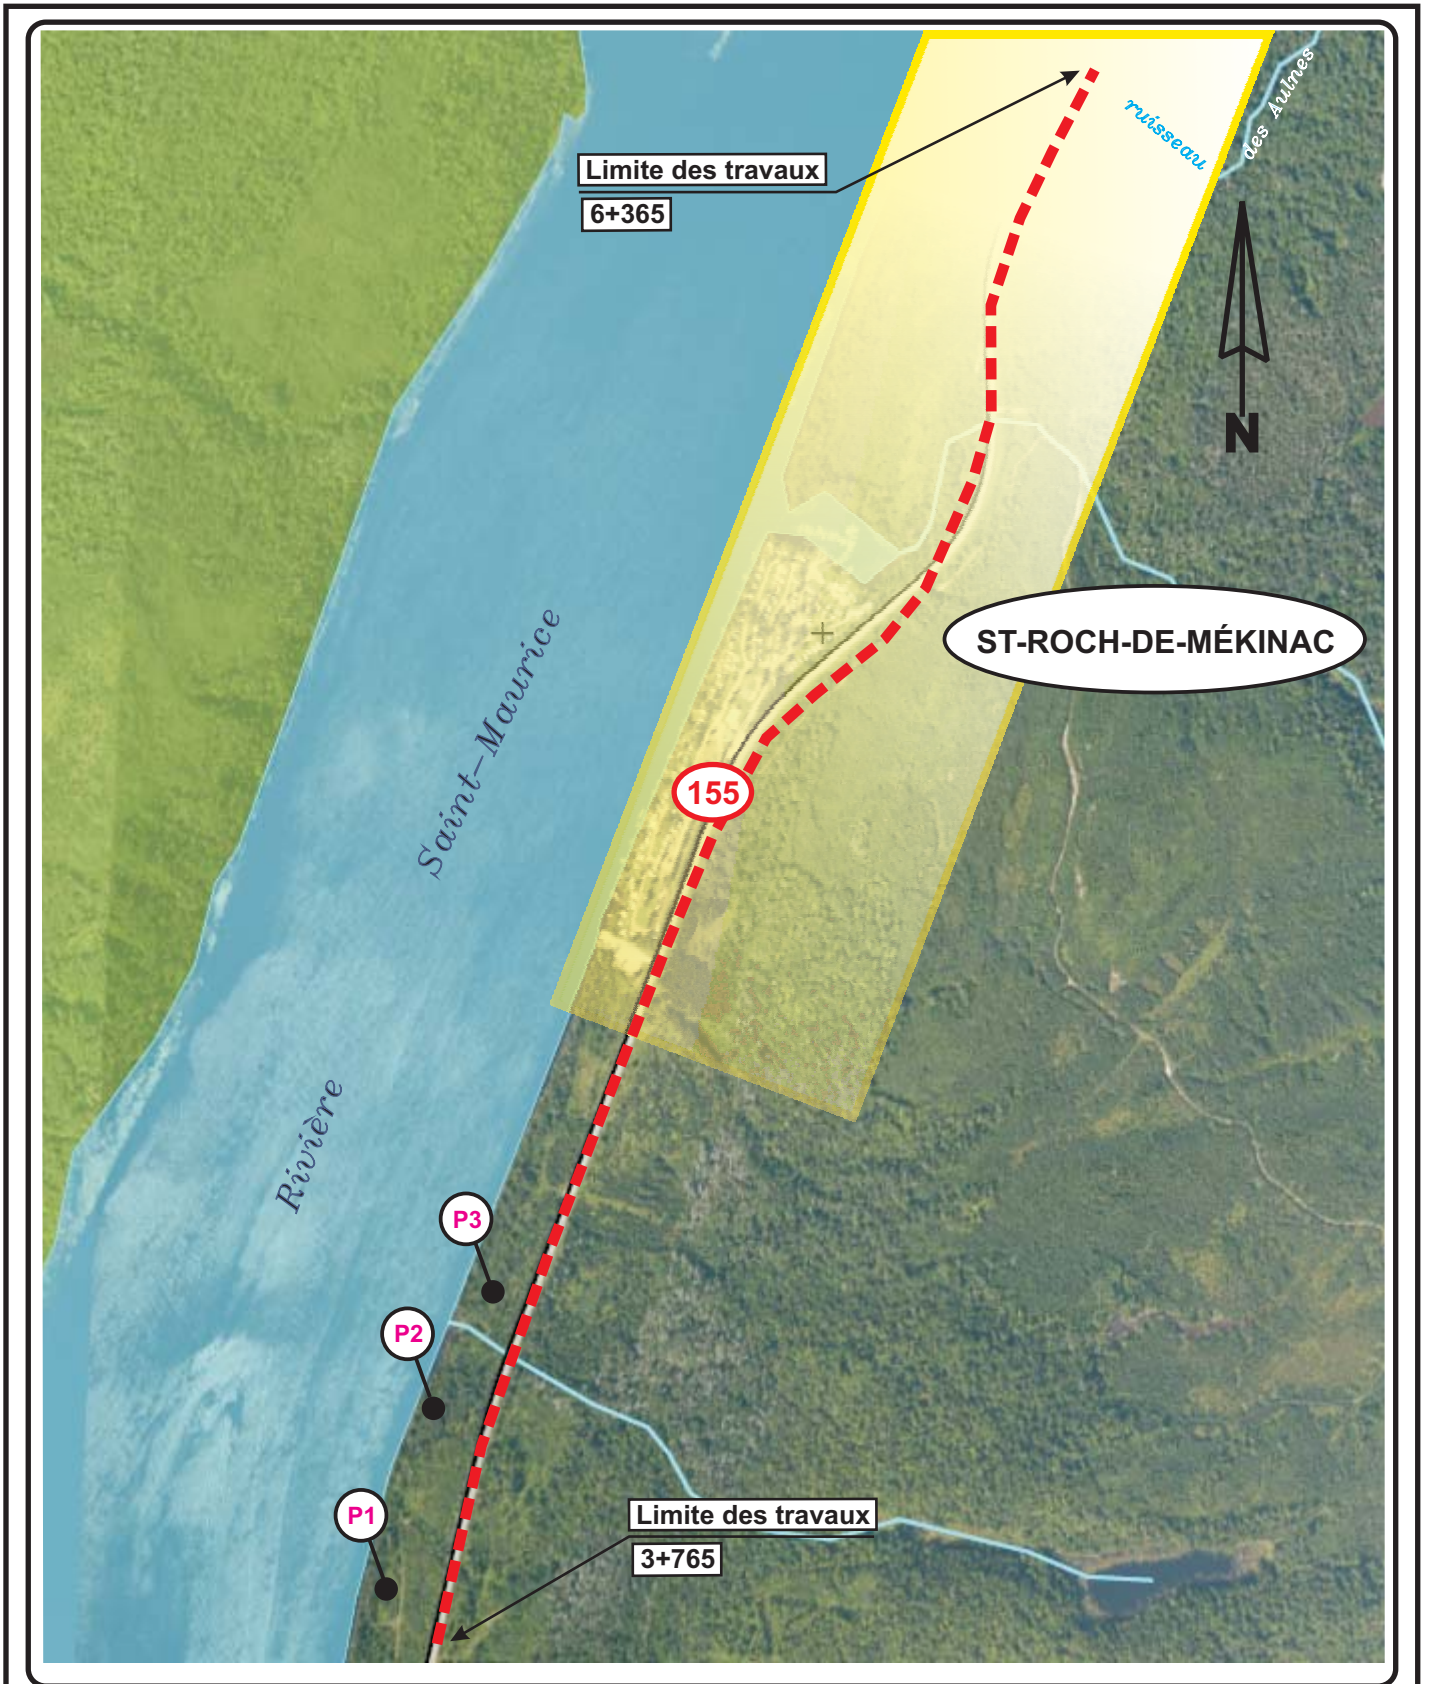 ruisseau
des Aulnes
Limite des travaux
6+365
N
ST-ROCH-DE-MÉKINAC
155
Rivière Saint-Maurice
P3
P2
P1
Limite des travaux
3+765